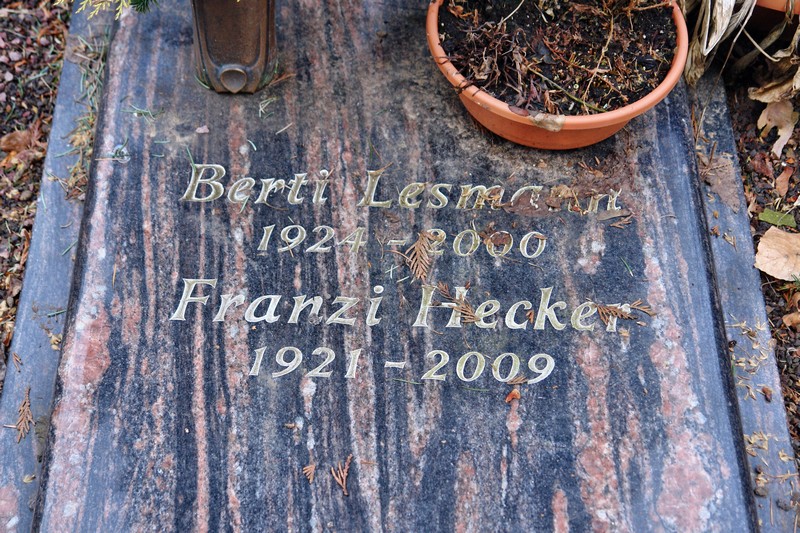 Berti Lesmann
1924 - 2000
Franzi Hecker
1921 - 2009